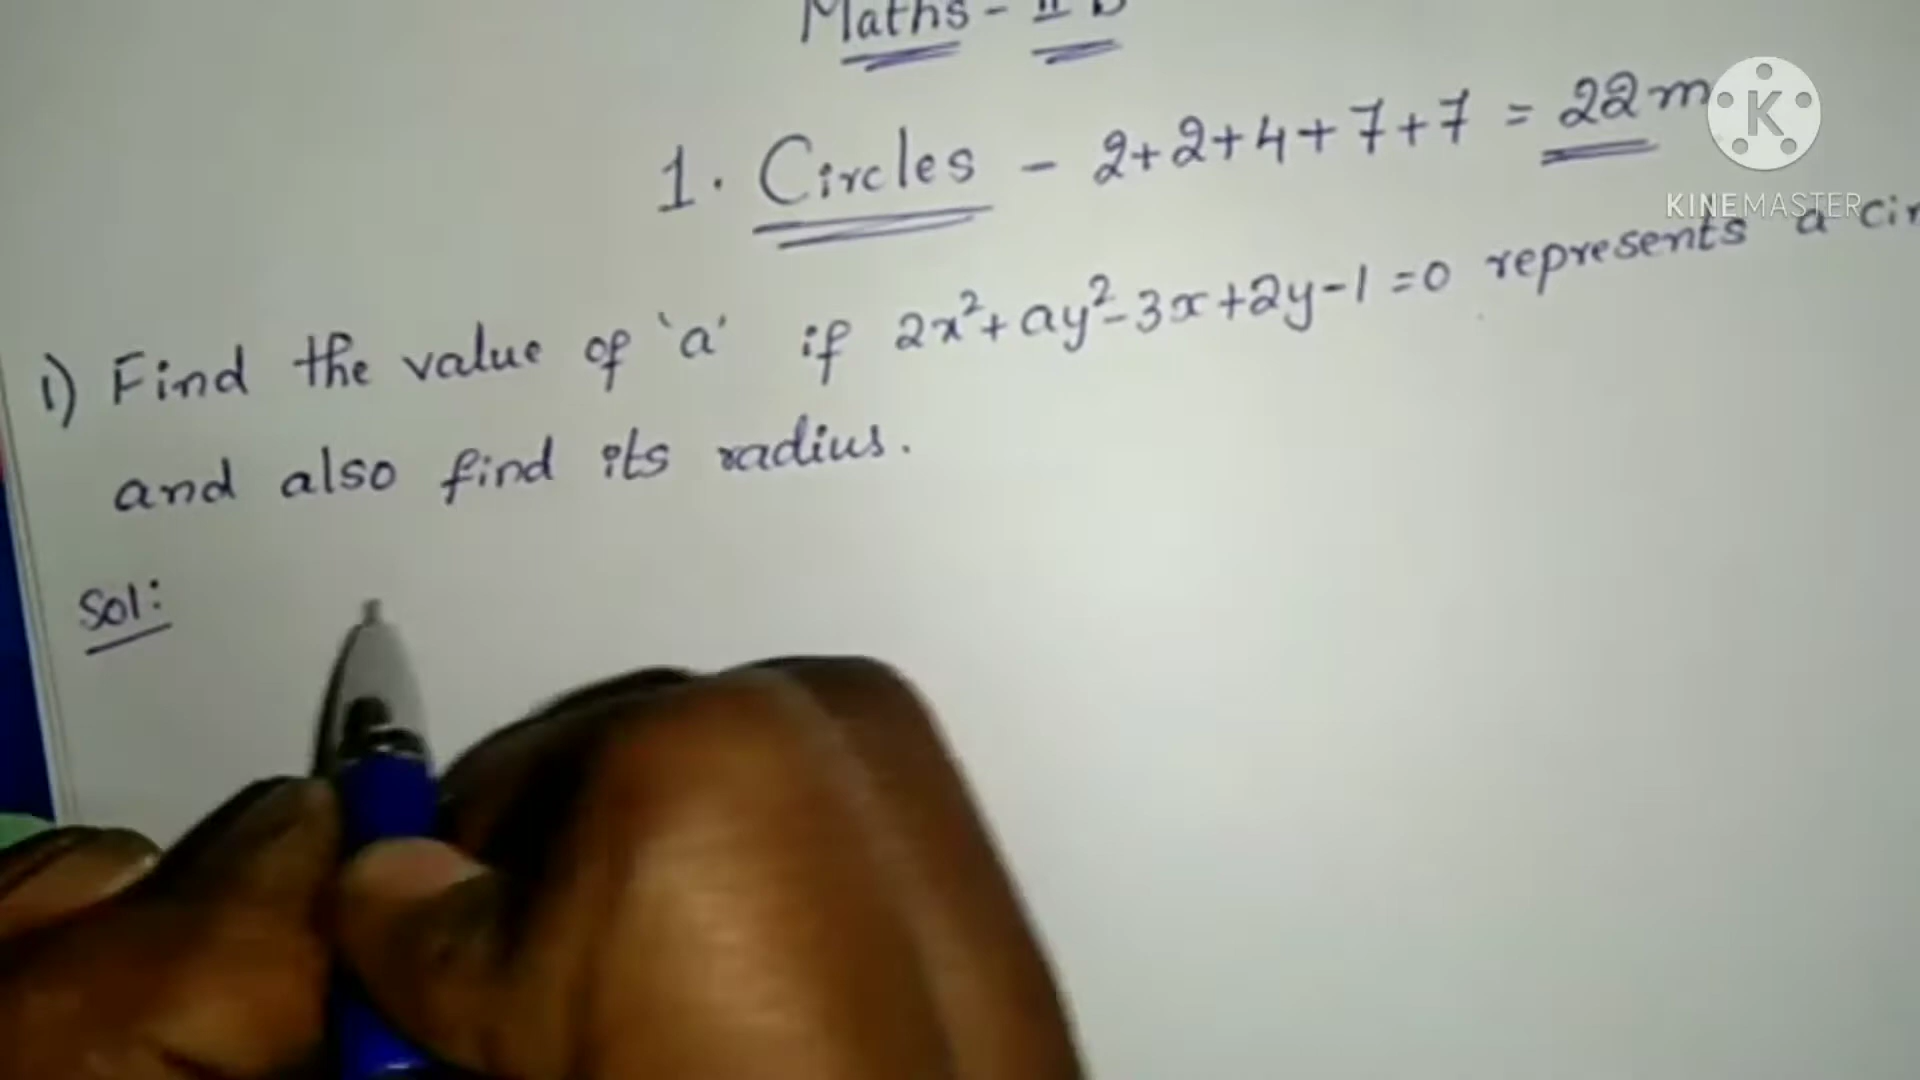 Maths - II B
1. Circles - 2+2+4+7+7 = 22m
K
KINEMASTER
1) Find the value of 'a' if 2x²+ay²-3x+2y-1=0 represents a cir
and also find its radius.
Sol: